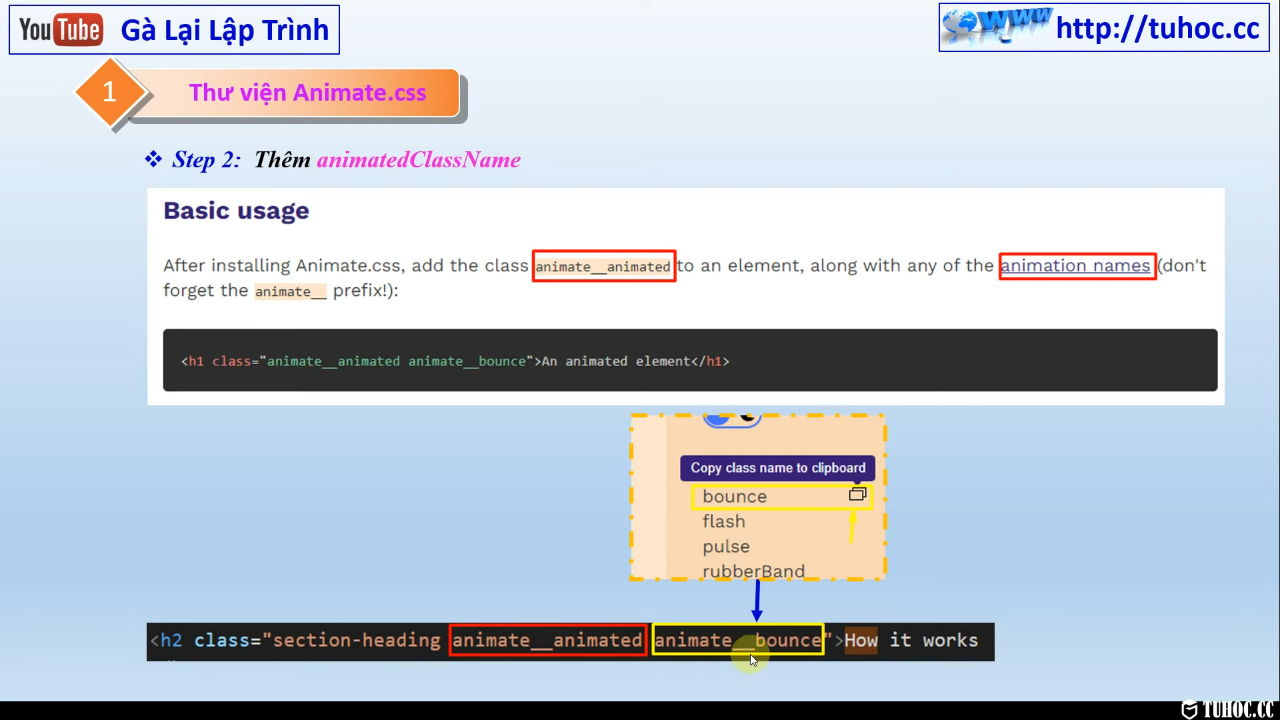 YouTube Gà Lại Lập Trình
http://tuhoc.cc
WWW
1
Thư viện Animate.css
❖ Step 2: Thêm animatedClassName
Basic usage
After installing Animate.css, add the class animate__animated to an element, along with any of the animation names (don't
forget the animate__ prefix!):
<h1 class="animate__animated animate__bounce">An animated element</h1>
Copy class name to clipboard
bounce
flash
pulse
rubberBand
<h2 class="section-heading animate__animated animate__bounce">How it works
TUHOC.CC